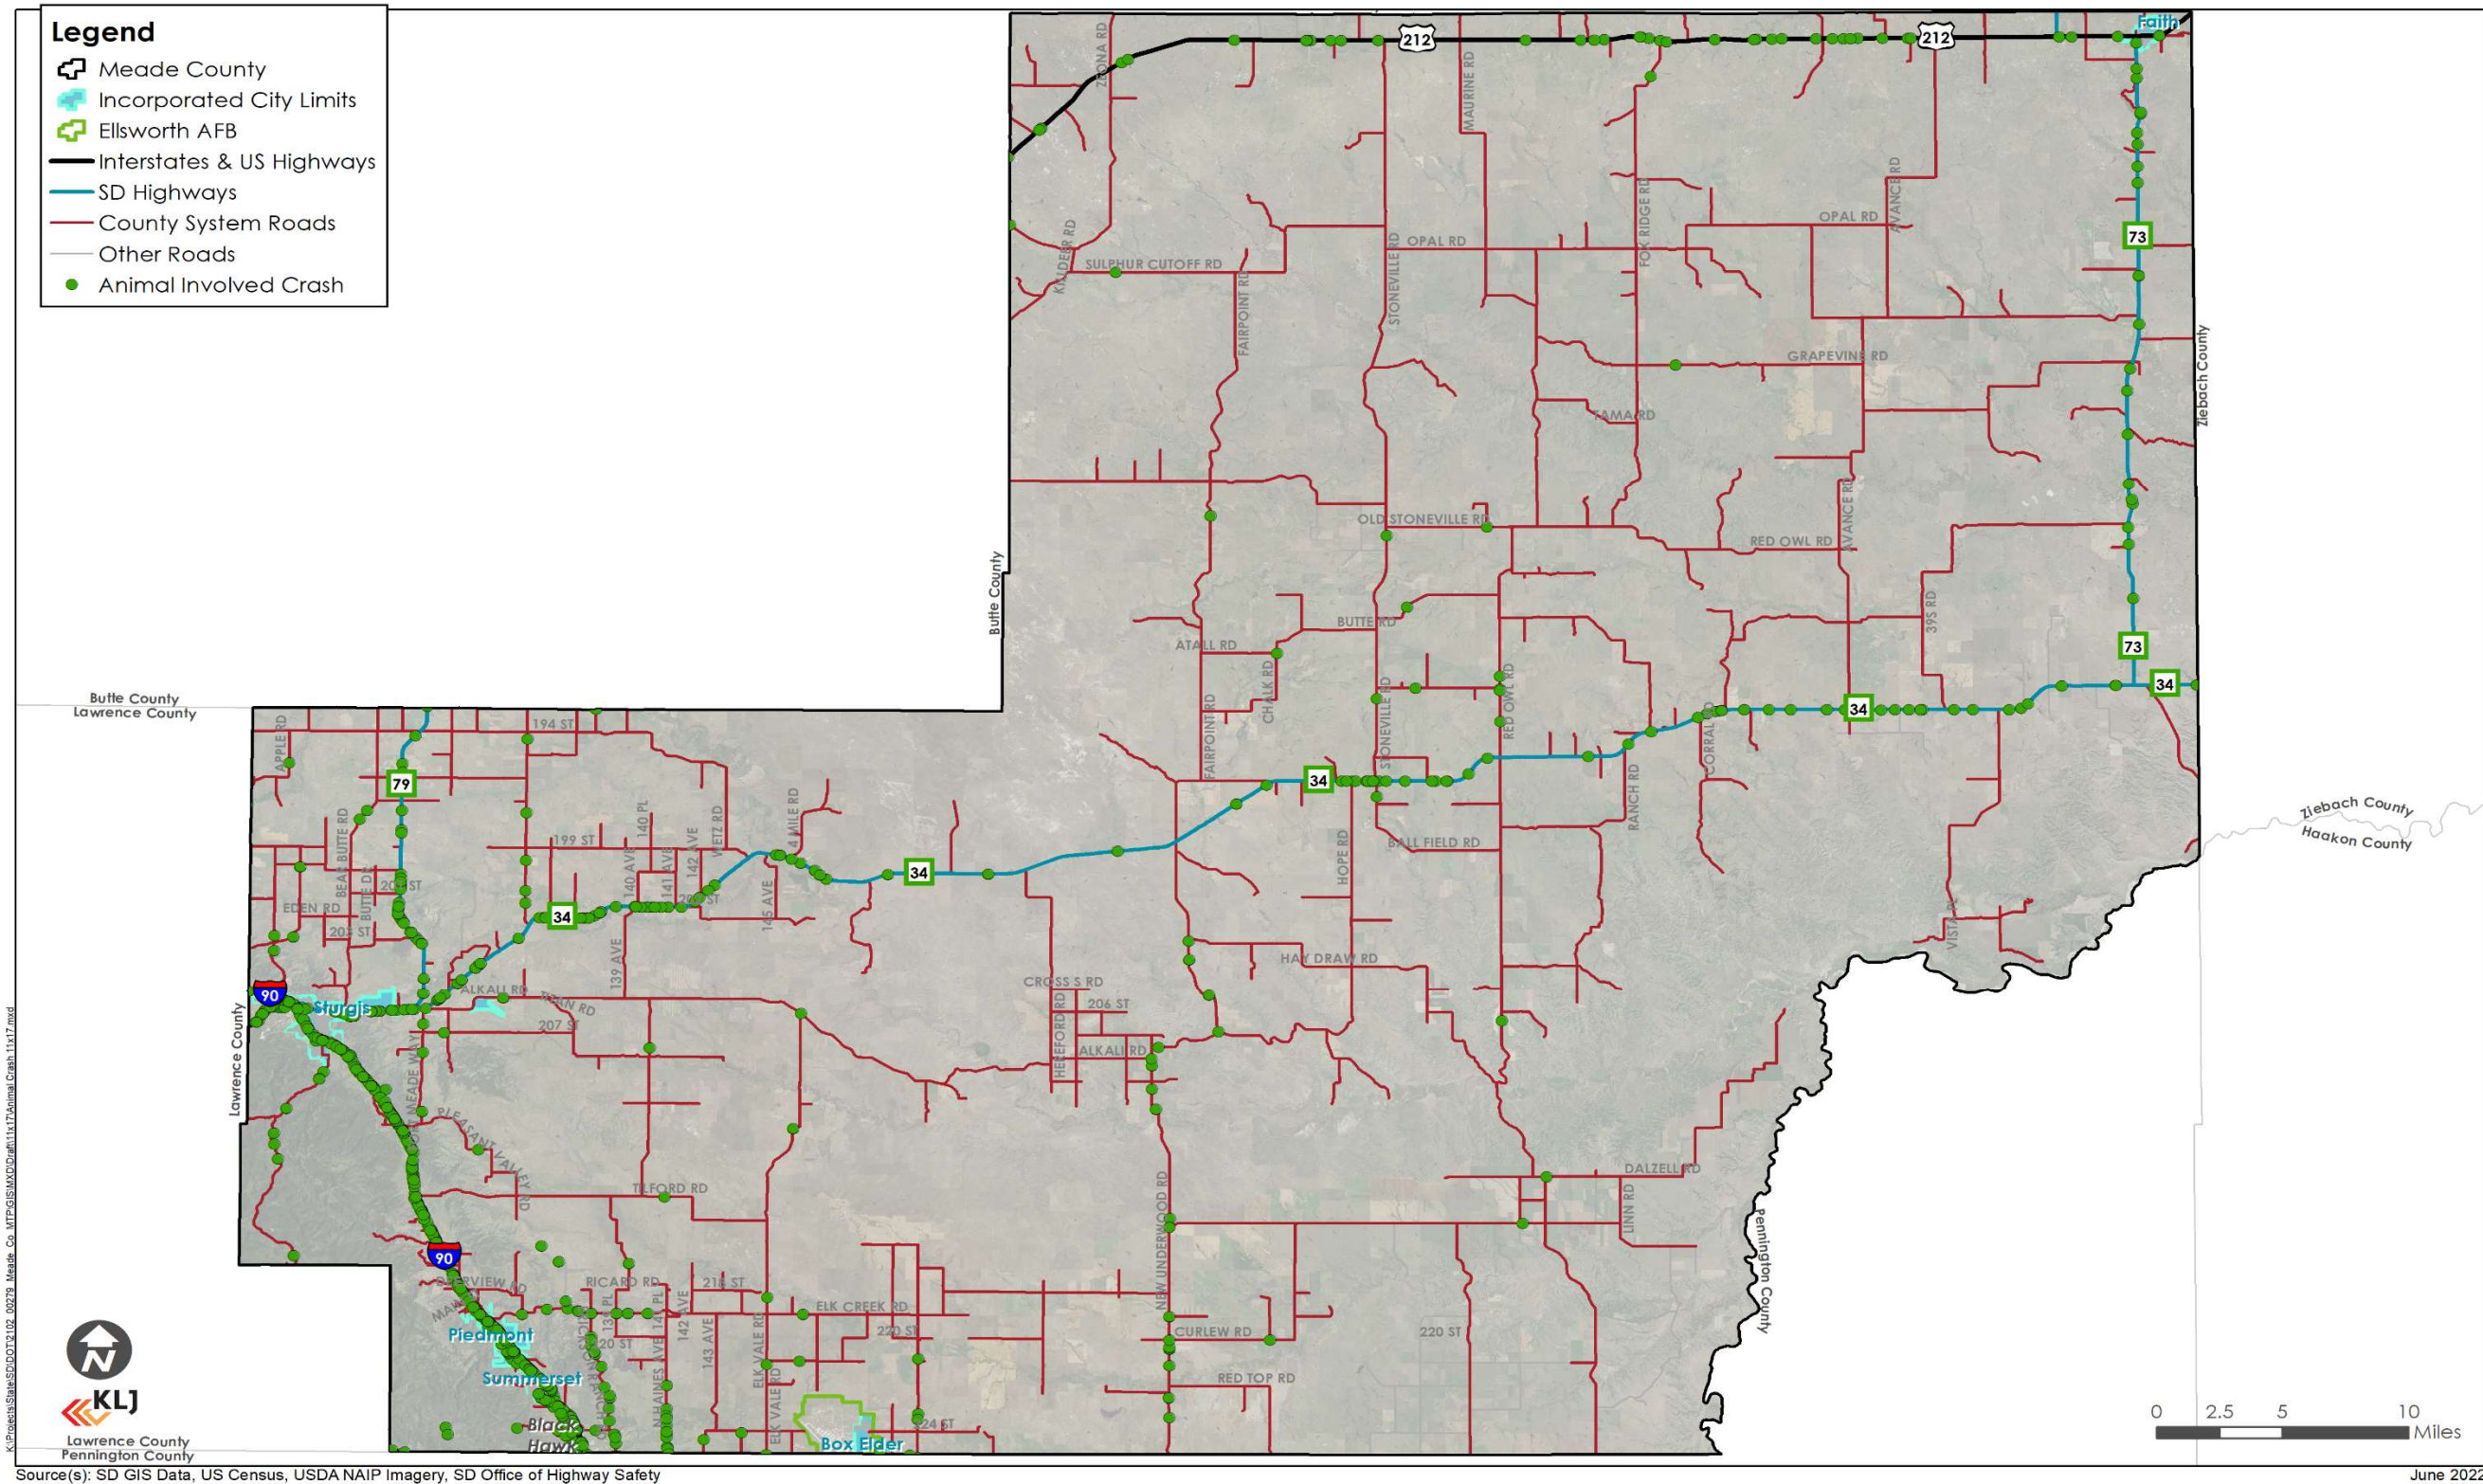 Legend
Meade County
Incorporated City Limits
Ellsworth AFB
Interstates & US Highways
SD Highways
County System Roads
Other Roads
Animal Involved Crash
212
212
Faith
ZEONA RD
MAURINE RD
AVANCE RD
FOX RIDGE RD
OPAL RD
OPAL RD
73
KILDEER RD
SULPHUR CUTOFF RD
FAIRPOINT RD
STONEVILLE RD
GRAPEVINE RD
Ziebach County
TAMA RD
OLD STONEVILLE RD
RED OWL RD
AVANCE RD
Butte County
BUTTE RD
39S RD
ATALL RD
73
34
CHALK RD
FAIRPOINT RD
STONEVILLE RD
RED OWL RD
34
CORRAL RD
Butte County
Lawrence County
APPLE RD
194 ST
79
34
RANCH RD
Ziebach County
Haakon County
BEAR BUTTE RD
140 PL
4 MILE RD
WETZ RD
142 AVE
199 ST
140 AVE
141 AVE
HOPE RD
BALL FIELD RD
34
BUTTE DR
EDEN RD
34
145 AVE
203 ST
139 AVE
HAY DRAW RD
90
Sturgis
ALKALI RD
TITAN RD
207 ST
CROSS S RD
206 ST
HEREFORD RD
ALKALI RD
Lawrence County
PLEASANT VALLEY RD
TILFORD RD
NEW UNDERWOOD RD
DALZELL RD
LINN RD
Pennington County
90
DEERVIEW RD
RICARD RD
218 ST
142 AVE
ELK CREEK RD
Piedmont
220 ST
CURLEW RD
220 ST
143 AVE
ELK VALE RD
Summerset
N HAINES AVE
RED TOP RD
ELK VALE RD
Black
Hawk
Box Elder
N
KLJ
Lawrence County
Pennington County
0 2.5 5 10
Miles
Source(s): SD GIS Data, US Census, USDA NAIP Imagery, SD Office of Highway Safety
June 2022